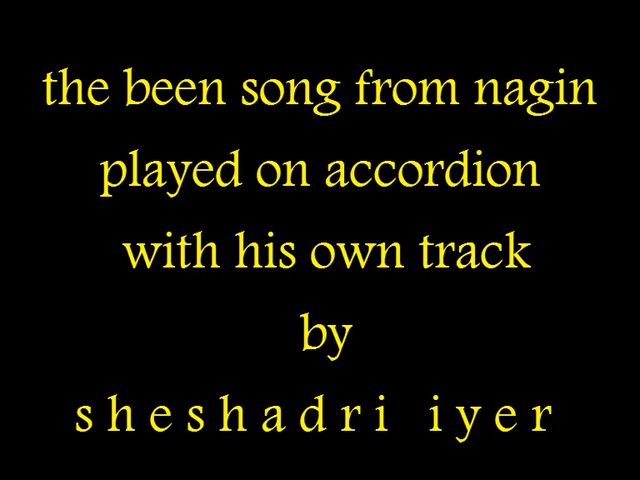 the been song from nagin
played on accordion
with his own track
by
s h e s h a d r i i y e r